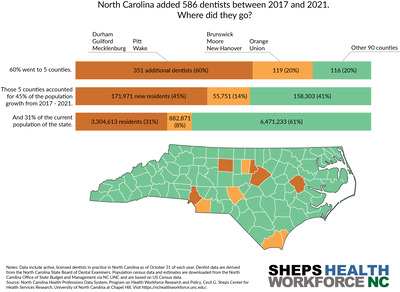 North Carolina added 586 dentists between 2017 and 2021.
Where did they go?
Durham
Guilford
Mecklenburg
Pitt
Wake
Brunswick
Moore
New Hanover
Orange
Union
Other 90 counties
60% went to 5 counties.
351 additional dentists (60%)
119 (20%)
116 (20%)
Those 5 counties accounted
for 45% of the population
growth from 2017 - 2021.
171,971 new residents (45%)
55,751 (14%)
158,303 (41%)
And 31% of the current
population of the state.
3,304,613 residents (31%)
882,871
(8%)
6,471,233 (61%)
Notes: Data include active, licensed dentists in practice in North Carolina as of October 31 of each year. Dentist data are derived
from the North Carolina State Board of Dental Examiners. Population census data and estimates are downloaded from the North
Carolina Office of State Budget and Management via NC LINC and are based on US Census data.
Source: North Carolina Health Professions Data System, Program on Health Workforce Research and Policy, Cecil G. Sheps Center for
Health Services Research, University of North Carolina at Chapel Hill. Visit https://nchealthworkforce.unc.edu/.
SHEPS HEALTH
WORKFORCE NC